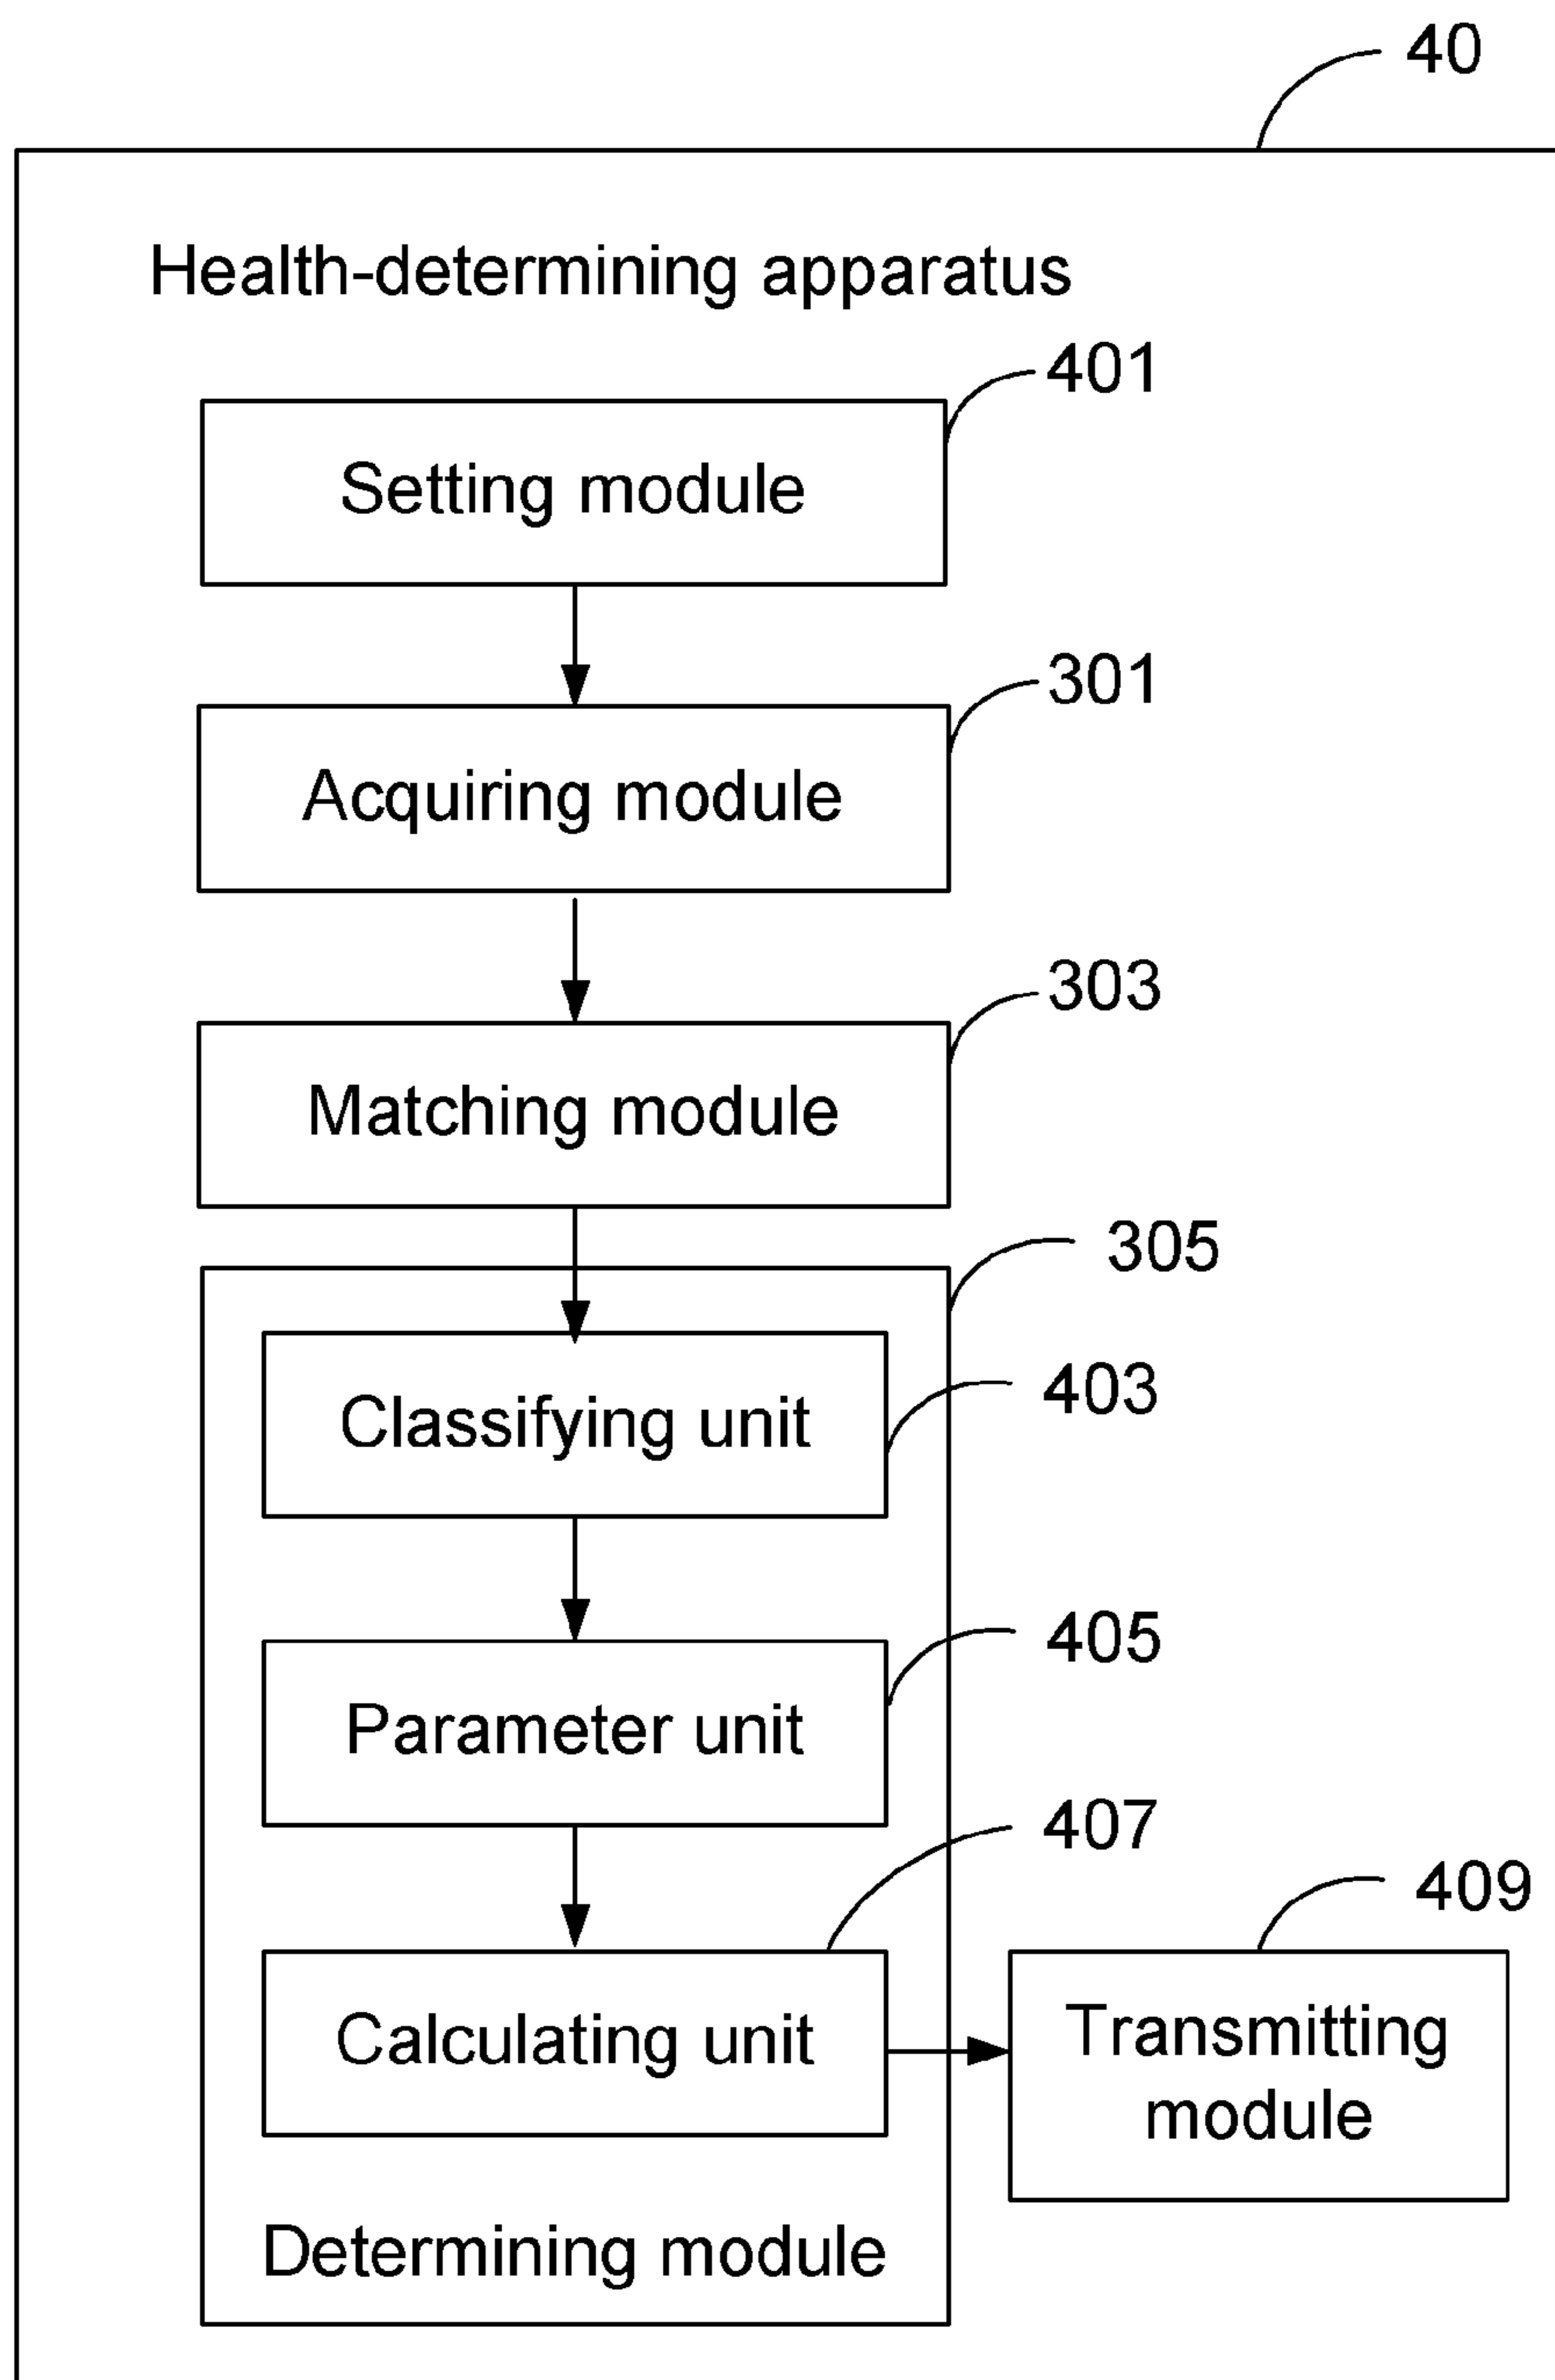 40
Health-determining apparatus
401
Setting module
301
Acquiring module
303
Matching module
305
403
Classifying unit
405
Parameter unit
407
409
Calculating unit
Transmitting
module
Determining module